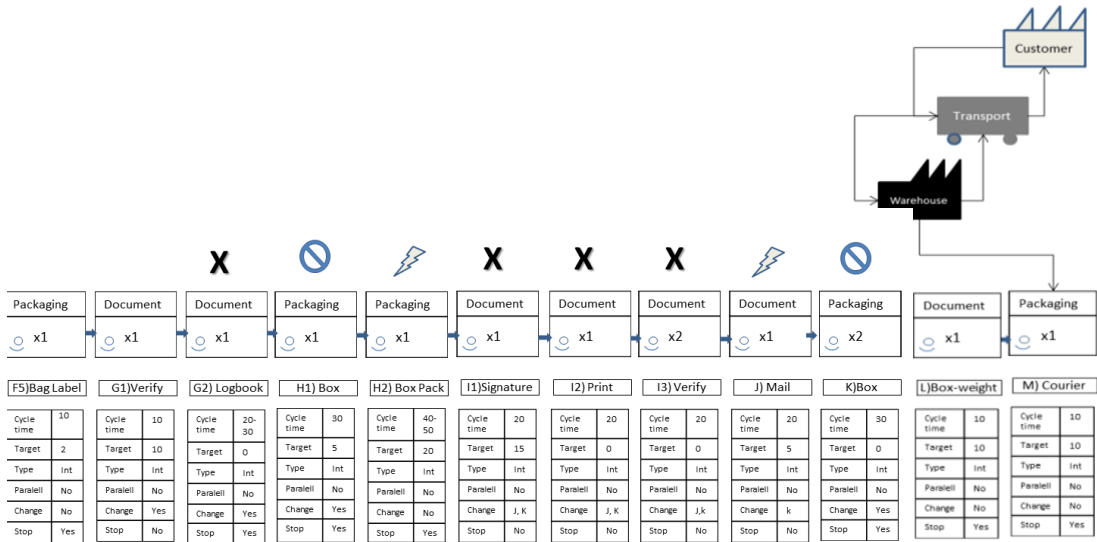 Customer
Transport
Warehouse
X X X X
Packaging Document Document Packaging Packaging Document Document Document Document Packaging Document Packaging
x1 x1 x1 x1 x1 x1 x1 x2 x1 x2 x1 x1
F5)Bag Label G1)Verify G2) Logbook H1) Box H2) Box Pack I1)Signature I2) Print I3) Verify J) Mail K)Box L)Box-weight M) Courier
Cycle time 10
Target 2
Type Int
Paralell No
Change No
Stop Yes
Cycle time 10
Target 10
Type Int
Paralell No
Change Yes
Stop No
Cycle time 20-30
Target 0
Type Int
Paralell No
Change Yes
Stop Yes
Cycle time 30
Target 5
Type Int
Paralell No
Change Yes
Stop Yes
Cycle time 40-50
Target 20
Type Int
Paralell No
Change No
Stop Yes
Cycle time 20
Target 15
Type Int
Paralell No
Change J, K
Stop No
Cycle time 20
Target 0
Type Int
Paralell No
Change J, K
Stop No
Cycle time 20
Target 0
Type Int
Paralell No
Change J,k
Stop No
Cycle time 20
Target 5
Type Int
Paralell No
Change k
Stop No
Cycle time 30
Target 0
Type Int
Paralell No
Change Yes
Stop Yes
Cycle time 10
Target 10
Type Int
Paralell No
Change No
Stop Yes
Cycle time 10
Target 10
Type Int
Paralell No
Change No
Stop Yes